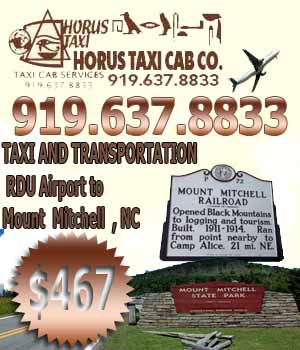 HORUS
TAXI
TAXI CAB SERVICES
919.637.8833
HORUS TAXI CAB CO.
919.637.8833
919.637.8833
TAXI AND TRANSPORTATION
RDU Airport to
Mount Mitchell , NC
$467
P 72
MOUNT MITCHELL
RAILROAD
Opened Black Mountains
to logging and tourism.
Built, 1911-1914. Ran
from point nearby to
Camp Alice, 21 mi. NE.
MOUNT MITCHELL
STATE PARK